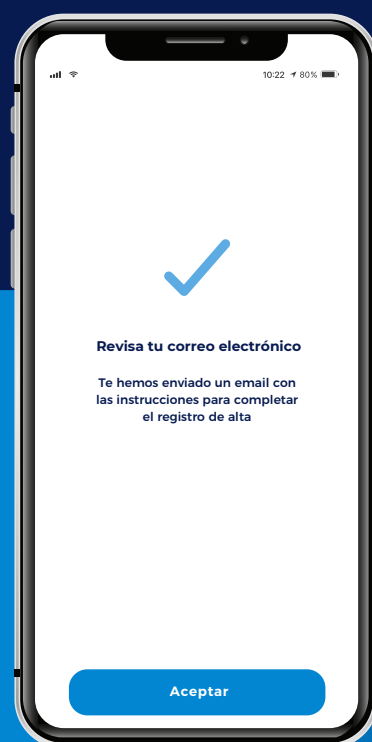 10:22 80%
Revisa tu correo electrónico
Te hemos enviado un email con
las instrucciones para completar
el registro de alta
Aceptar